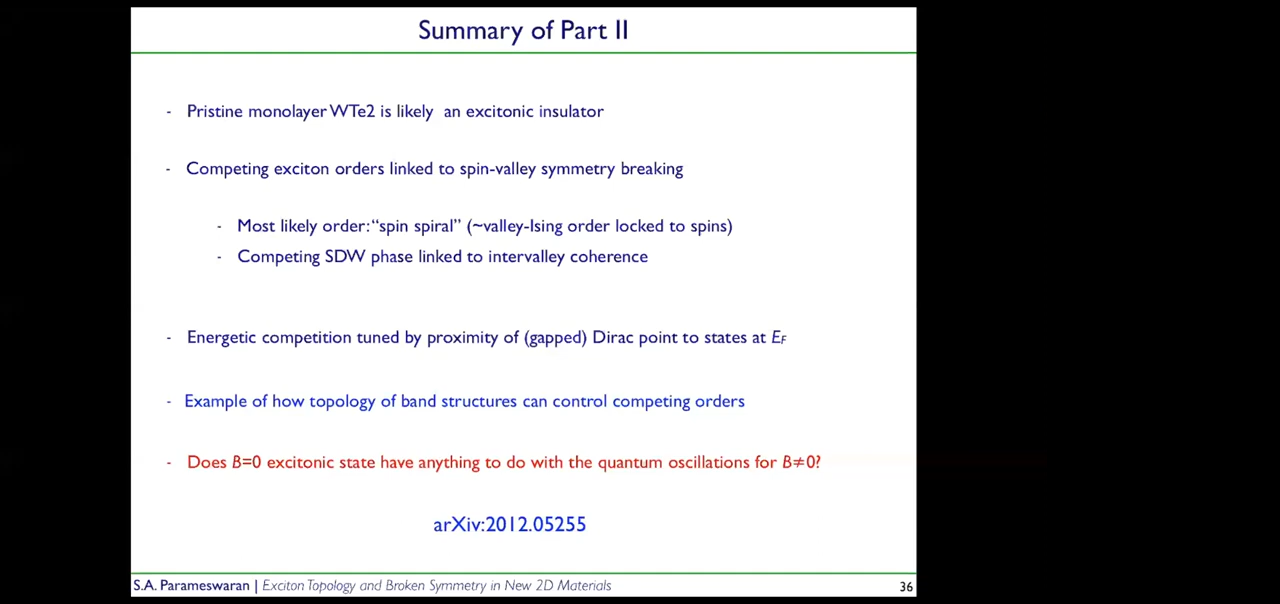 Summary of Part II
- Pristine monolayer WTe2 is likely an excitonic insulator
- Competing exciton orders linked to spin-valley symmetry breaking
- Most likely order: "spin spiral" (~valley-Ising order locked to spins)
- Competing SDW phase linked to intervalley coherence
- Energetic competition tuned by proximity of (gapped) Dirac point to states at EF
- Example of how topology of band structures can control competing orders
- Does B=0 excitonic state have anything to do with the quantum oscillations for B≠0?
arXiv:2012.05255
S.A. Parameswaran | Exciton Topology and Broken Symmetry in New 2D Materials 36